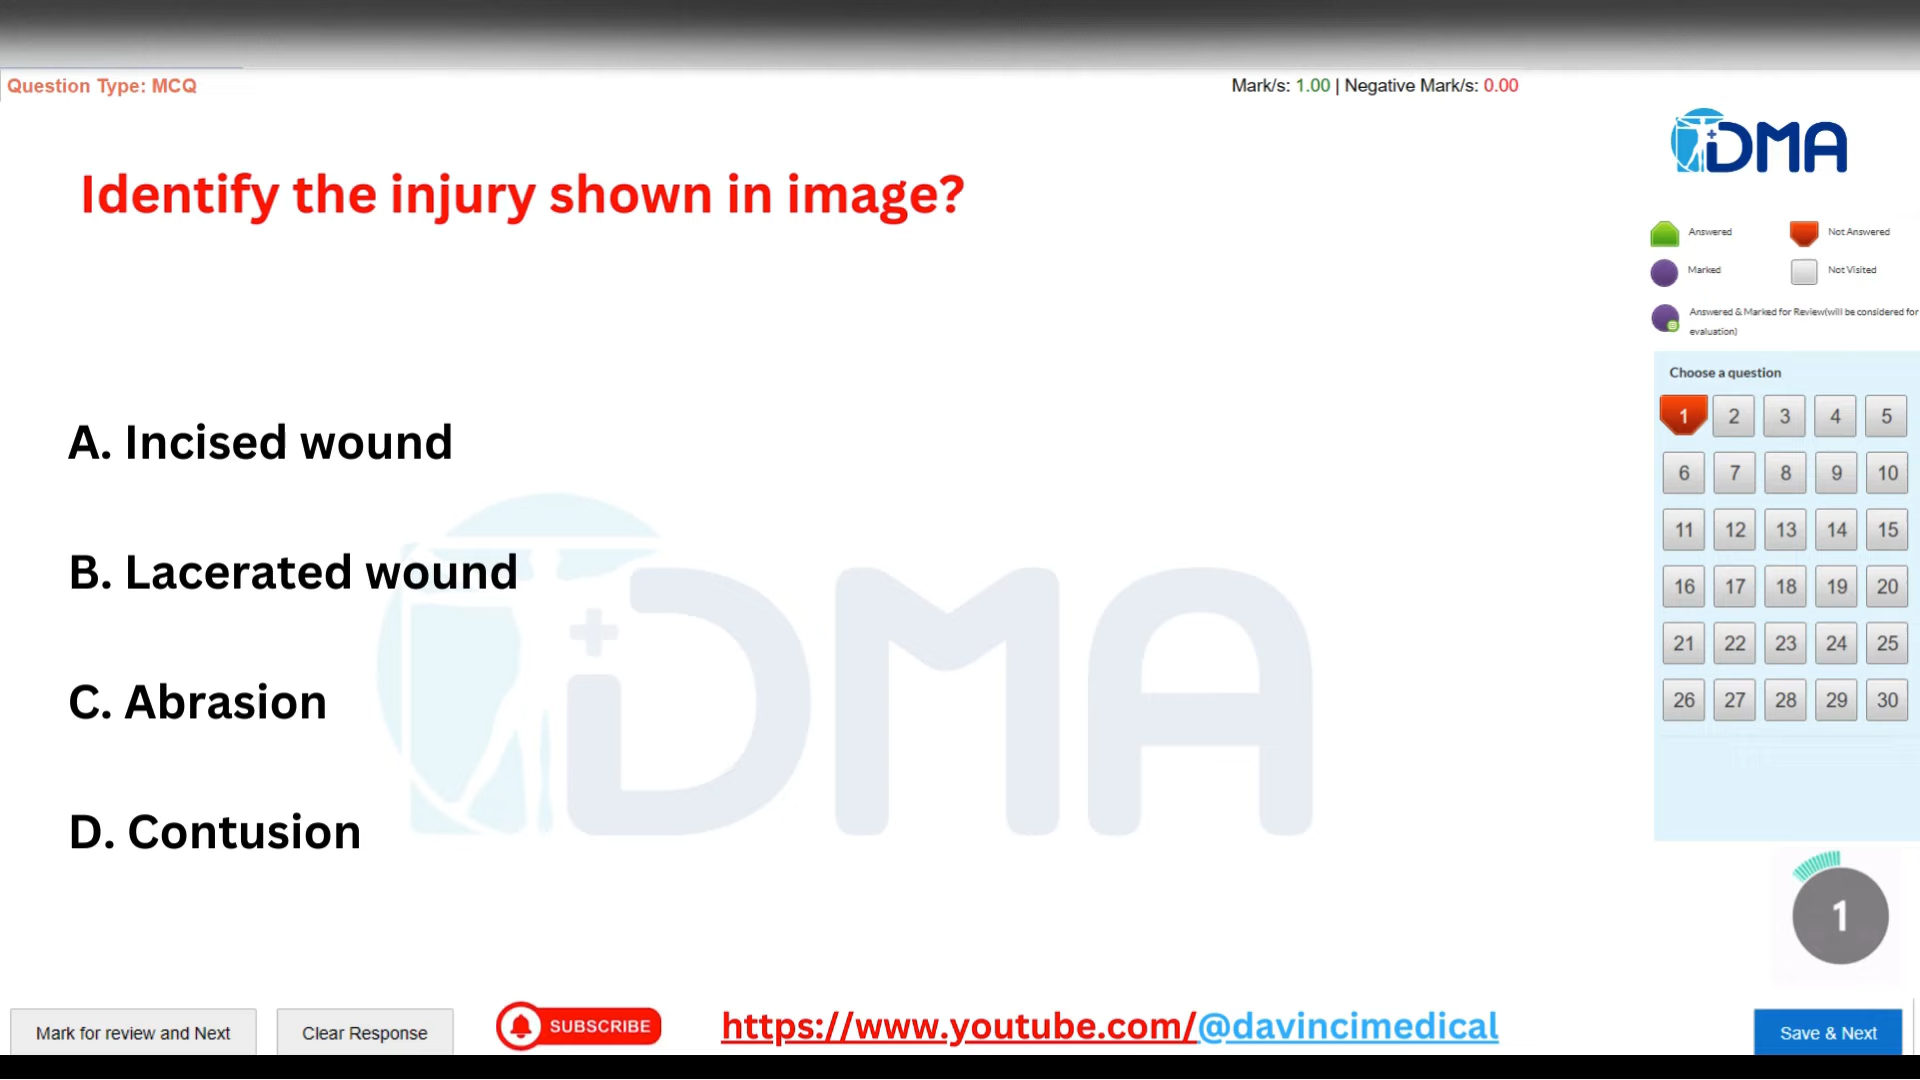 Question Type: MCQ
Mark/s: 1.00 | Negative Mark/s: 0.00
DMA
Identify the injury shown in image?
Answered
Not Answered
Marked
Not Visited
Answered & Marked for Review(will be considered for
evaluation)
Choose a question
1 2 3 4 5
6 7 8 9 10
11 12 13 14 15
16 17 18 19 20
21 22 23 24 25
26 27 28 29 30
A. Incised wound
B. Lacerated wound
C. Abrasion
D. Contusion
DMA
1
Mark for review and Next
Clear Response
SUBSCRIBE
https://www.youtube.com/@davincimedical
Save & Next